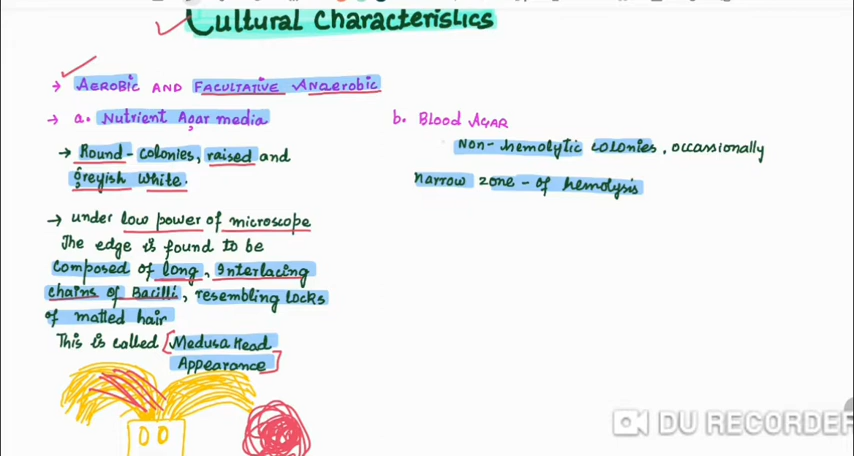 Cultural Characteristics
→ AEROBIC AND FACULTATIVE ANAEROBIC
→ a. Nutrient Agar media
→ Round - colonies, raised and
greyish white.
→ under low power of microscope
The edge is found to be
composed of long, Interlacing
chains of Bacilli, resembling locks
of matted hair
This is called [Medusa Head
Appearance]
b. Blood AGAR
Non-hemolytic colonies, occassionally
narrow zone-of hemolysis
DU RECORDER